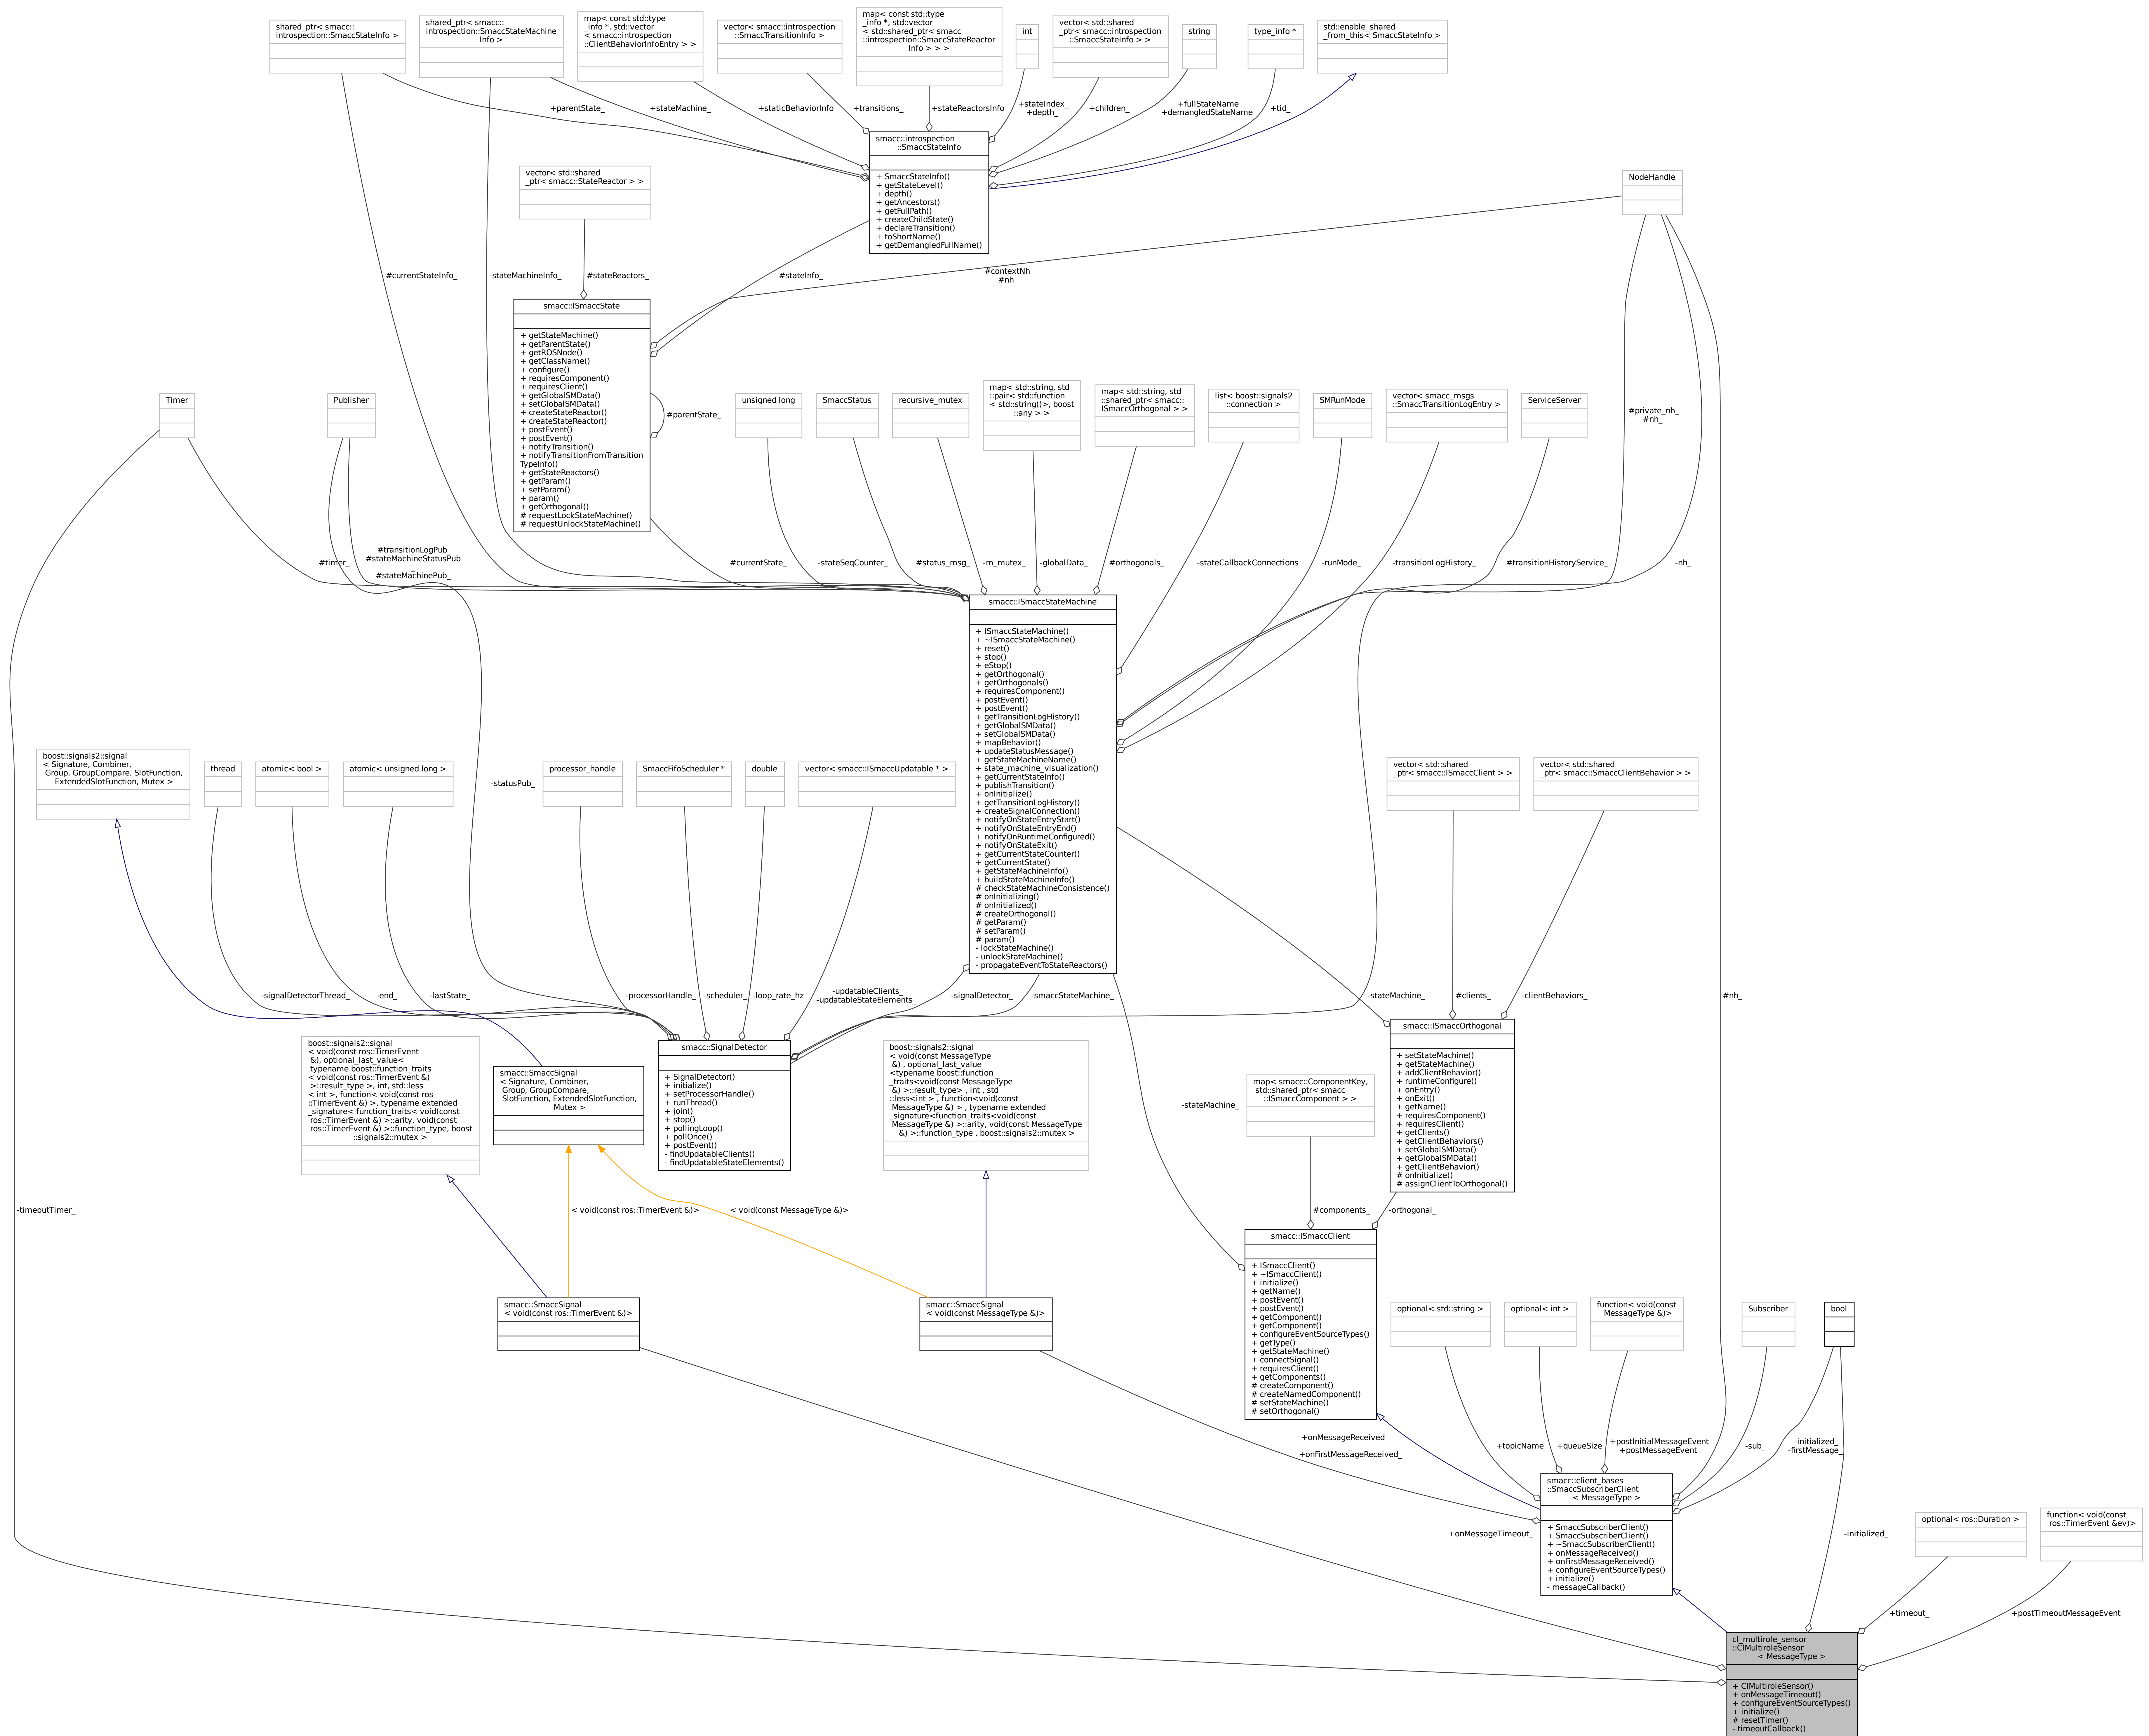 shared_ptr< smacc::
introspection::SmaccStateInfo >
shared_ptr< smacc::
introspection::SmaccStateMachine
Info >
map< const std::type
_info *, std::vector
< smacc::introspection
::ClientBehaviorInfoEntry > >
vector< smacc::introspection
::SmaccTransitionInfo >
map< const std::type
_info *, std::vector
< std::shared_ptr< smacc
::introspection::SmaccStateReactor
Info > > >
int
vector< std::shared
_ptr< smacc::introspection
::SmaccStateInfo > >
string
type_info *
std::enable_shared
_from_this< SmaccStateInfo >
+parentState_
+stateMachine_
+staticBehaviorInfo
+transitions_
+stateReactorsInfo
+stateIndex_
+depth_
+children_
+fullStateName
+demangledStateName
+tid_
smacc::introspection
::SmaccStateInfo
+ SmaccStateInfo()
+ getStateLevel()
+ depth()
+ getAncestors()
+ getFullPath()
+ createChildState()
+ declareTransition()
+ toShortName()
+ getDemangledFullName()
vector< std::shared
_ptr< smacc::StateReactor > >
NodeHandle
#currentStateInfo_
-stateMachineInfo_
#stateReactors_
#stateInfo_
#contextNh
#nh
smacc::ISmaccState
+ getStateMachine()
+ getParentState()
+ getROSNode()
+ getClassName()
+ configure()
+ requiresComponent()
+ requiresClient()
+ getGlobalSMData()
+ setGlobalSMData()
+ createStateReactor()
+ createStateReactor()
+ postEvent()
+ postEvent()
+ notifyTransition()
+ notifyTransitionFromTransition
TypeInfo()
+ getStateReactors()
+ getParam()
+ setParam()
+ param()
+ getOrthogonal()
# requestLockStateMachine()
# requestUnlockStateMachine()
#parentState_
Timer
Publisher
unsigned long
SmaccStatus
recursive_mutex
map< std::string, std
::pair< std::function
< std::string()>, boost
::any > >
map< std::string, std
::shared_ptr< smacc::
ISmaccOrthogonal > >
list< boost::signals2
::connection >
SMRunMode
vector< smacc_msgs
::SmaccTransitionLogEntry >
ServiceServer
#private_nh_
#nh_
#timer_
#transitionLogPub_
#stateMachineStatusPub
_
#stateMachinePub_
#currentState_
-stateSeqCounter_
#status_msg_
-m_mutex_
-globalData_
#orthogonals_
-stateCallbackConnections
-runMode_
-transitionLogHistory_
#transitionHistoryService_
-nh_
smacc::ISmaccStateMachine
+ ISmaccStateMachine()
+ ~ISmaccStateMachine()
+ reset()
+ stop()
+ eStop()
+ getOrthogonal()
+ getOrthogonals()
+ requiresComponent()
+ postEvent()
+ postEvent()
+ getTransitionLogHistory()
+ getGlobalSMData()
+ setGlobalSMData()
+ mapBehavior()
+ updateStatusMessage()
+ getStateMachineName()
+ state_machine_visualization()
+ getCurrentStateInfo()
+ publishTransition()
+ onInitialize()
+ getTransitionLogHistory()
+ createSignalConnection()
+ notifyOnStateEntryStart()
+ notifyOnStateEntryEnd()
+ notifyOnRuntimeConfigured()
+ notifyOnStateExit()
+ getCurrentStateCounter()
+ getCurrentState()
+ getStateMachineInfo()
+ buildStateMachineInfo()
# checkStateMachineConsistence()
# onInitializing()
# onInitialized()
# createOrthogonal()
# getParam()
# setParam()
# param()
- lockStateMachine()
- unlockStateMachine()
- propagateEventToStateReactors()
boost::signals2::signal
< Signature, Combiner,
Group, GroupCompare, SlotFunction,
ExtendedSlotFunction, Mutex >
thread
atomic< bool >
atomic< unsigned long >
-statusPub_
processor_handle
SmaccFifoScheduler *
double
vector< smacc::ISmaccUpdatable * >
vector< std::shared
_ptr< smacc::ISmaccClient > >
vector< std::shared
_ptr< smacc::SmaccClientBehavior > >
-signalDetectorThread_
-end_
-lastState_
-processorHandle_
-scheduler_
-loop_rate_hz
-updatableClients_
-updatableStateElements_
-signalDetector_
-smaccStateMachine_
-stateMachine_
#clients_
-clientBehaviors_
#nh_
boost::signals2::signal
< void(const ros::TimerEvent
&), optional_last_value<
typename boost::function_traits
< void(const ros::TimerEvent &)
>::result_type >, int, std::less
< int >, function< void(const ros
::TimerEvent &) >, typename extended
_signature< function_traits< void(const
ros::TimerEvent &) >::arity, void(const
ros::TimerEvent &) >::function_type, boost
::signals2::mutex >
smacc::SmaccSignal
< Signature, Combiner,
Group, GroupCompare,
SlotFunction, ExtendedSlotFunction,
Mutex >
smacc::SignalDetector
+ SignalDetector()
+ initialize()
+ setProcessorHandle()
+ runThread()
+ join()
+ stop()
+ pollingLoop()
+ pollOnce()
+ postEvent()
- findUpdatableClients()
- findUpdatableStateElements()
boost::signals2::signal
< void(const MessageType
&) , optional_last_value
<typename boost::function
_traits<void(const MessageType
&) >::result_type> , int , std
::less<int > , function<void(const
MessageType &) > , typename extended
_signature<function_traits<void(const
MessageType &) >::arity, void(const MessageType
&) >::function_type , boost::signals2::mutex >
smacc::ISmaccOrthogonal
+ setStateMachine()
+ getStateMachine()
+ addClientBehavior()
+ runtimeConfigure()
+ onEntry()
+ onExit()
+ getName()
+ requiresComponent()
+ requiresClient()
+ getClients()
+ getClientBehaviors()
+ setGlobalSMData()
+ getGlobalSMData()
+ getClientBehavior()
# onInitialize()
# assignClientToOrthogonal()
map< smacc::ComponentKey,
std::shared_ptr< smacc
::ISmaccComponent > >
-stateMachine_
-timeoutTimer_
< void(const ros::TimerEvent &)>
< void(const MessageType &)>
#components_
-orthogonal_
smacc::ISmaccClient
+ ISmaccClient()
+ ~ISmaccClient()
+ initialize()
+ getName()
+ postEvent()
+ postEvent()
+ getComponent()
+ getComponent()
+ configureEventSourceTypes()
+ getType()
+ getStateMachine()
+ connectSignal()
+ requiresClient()
+ getComponents()
# createComponent()
# createNamedComponent()
# setStateMachine()
# setOrthogonal()
smacc::SmaccSignal
< void(const ros::TimerEvent &)>
smacc::SmaccSignal
< void(const MessageType &)>
optional< std::string >
optional< int >
function< void(const
MessageType &)>
Subscriber
bool
+onMessageReceived
_
+onFirstMessageReceived_
+topicName
+queueSize
+postInitialMessageEvent
+postMessageEvent
-sub_
-initialized_
-firstMessage_
smacc::client_bases
::SmaccSubscriberClient
< MessageType >
+ SmaccSubscriberClient()
+ SmaccSubscriberClient()
+ ~SmaccSubscriberClient()
+ onMessageReceived()
+ onFirstMessageReceived()
+ configureEventSourceTypes()
+ initialize()
- messageCallback()
+onMessageTimeout_
-initialized_
optional< ros::Duration >
function< void(const
ros::TimerEvent &ev)>
+timeout_
+postTimeoutMessageEvent
cl_multirole_sensor
::ClMultiroleSensor
< MessageType >
+ ClMultiroleSensor()
+ onMessageTimeout()
+ configureEventSourceTypes()
+ initialize()
# resetTimer()
- timeoutCallback()